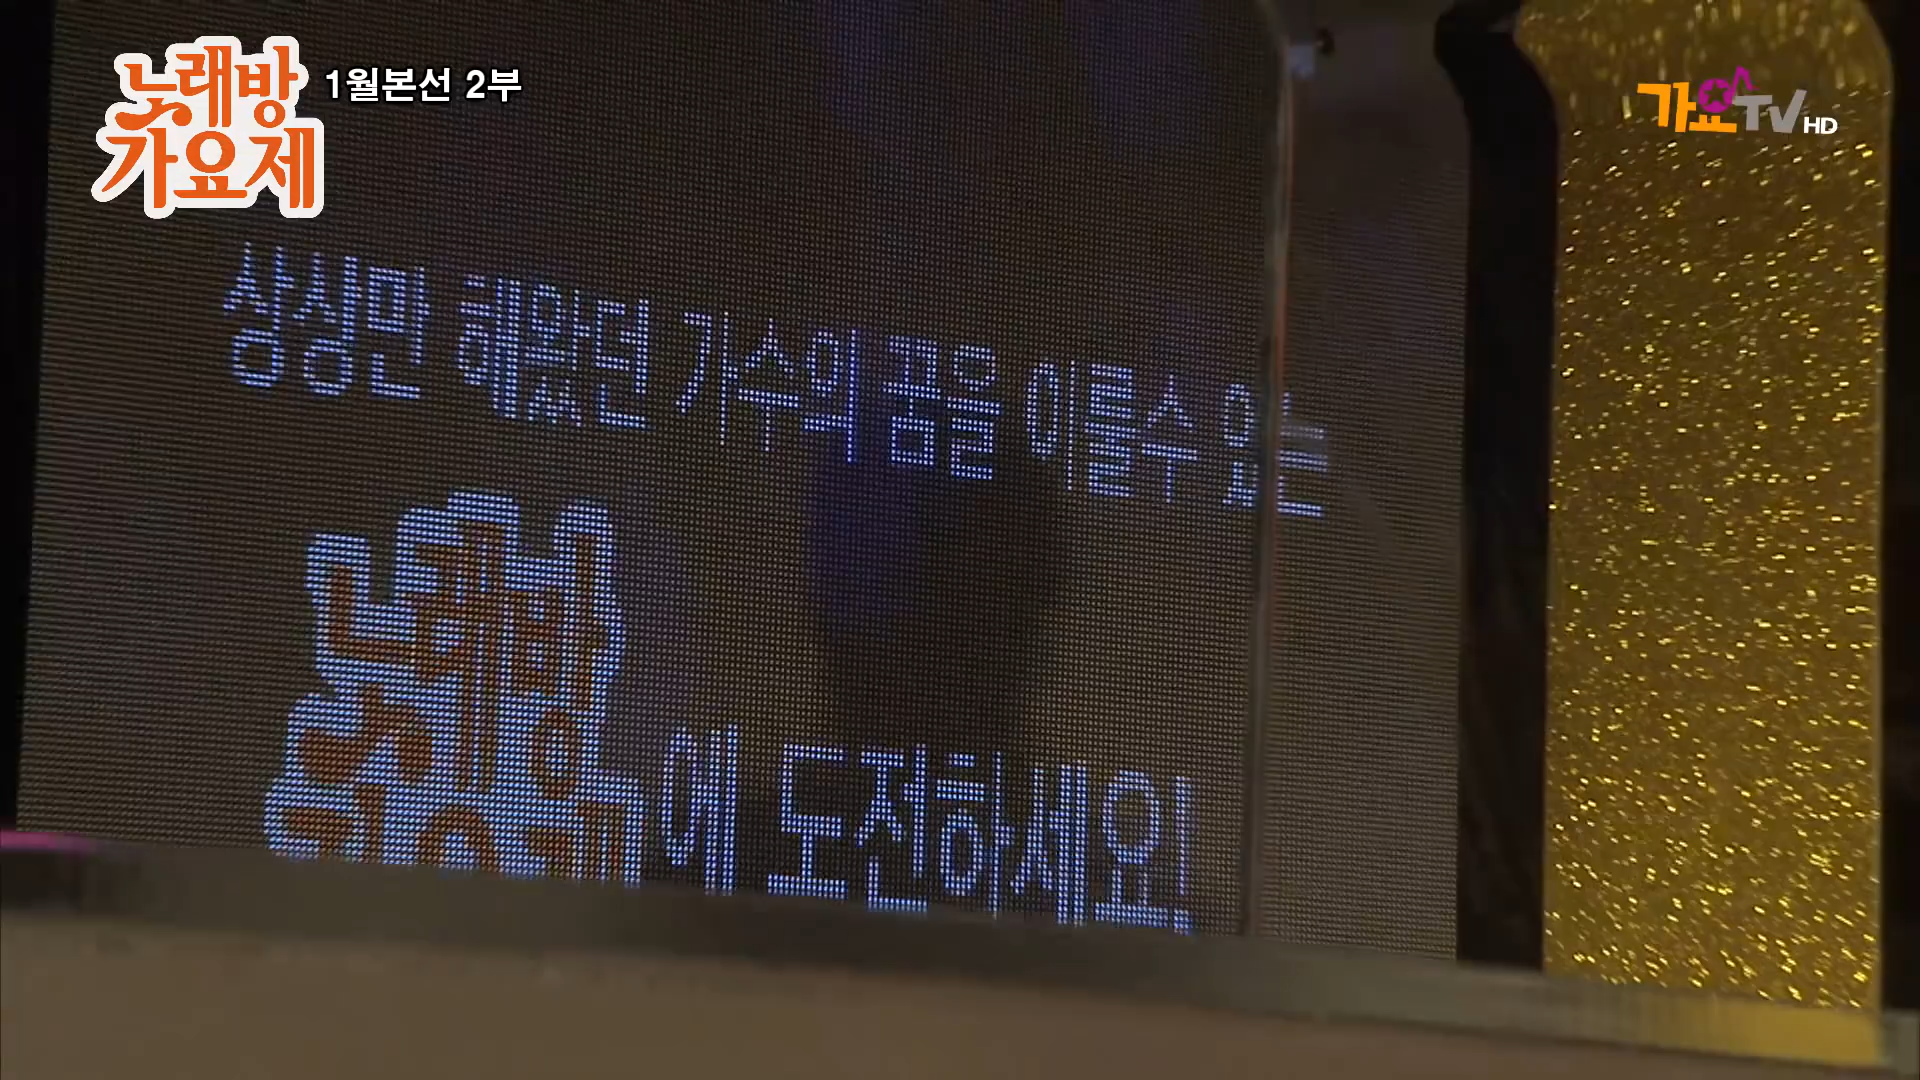 노래방
가요제
1월본선 2부
가요TV HD
상상만 해왔던 가수의 꿈을 이룰수 있는
노래방
가요제에 도전하세요!